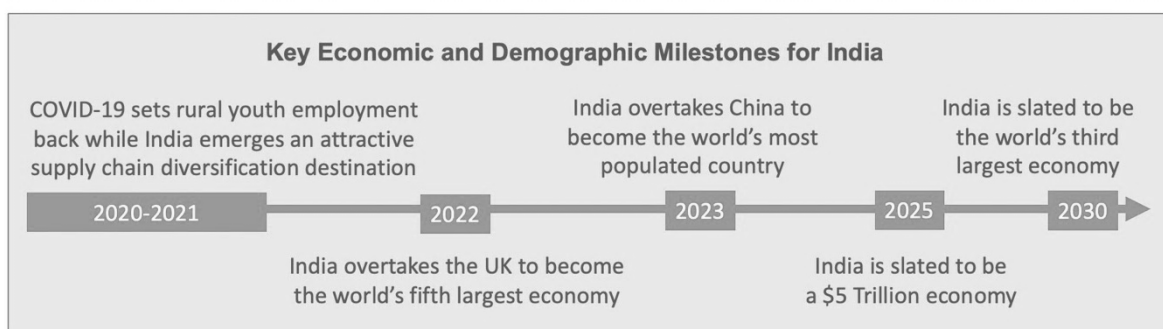 Key Economic and Demographic Milestones for India
COVID-19 sets rural youth employment
back while India emerges an attractive
supply chain diversification destination
India overtakes China to
become the world's most
populated country
India is slated to be
the world's third
largest economy
2020-2021
2022
2023
2025
2030
India overtakes the UK to become
the world's fifth largest economy
India is slated to be
a $5 Trillion economy